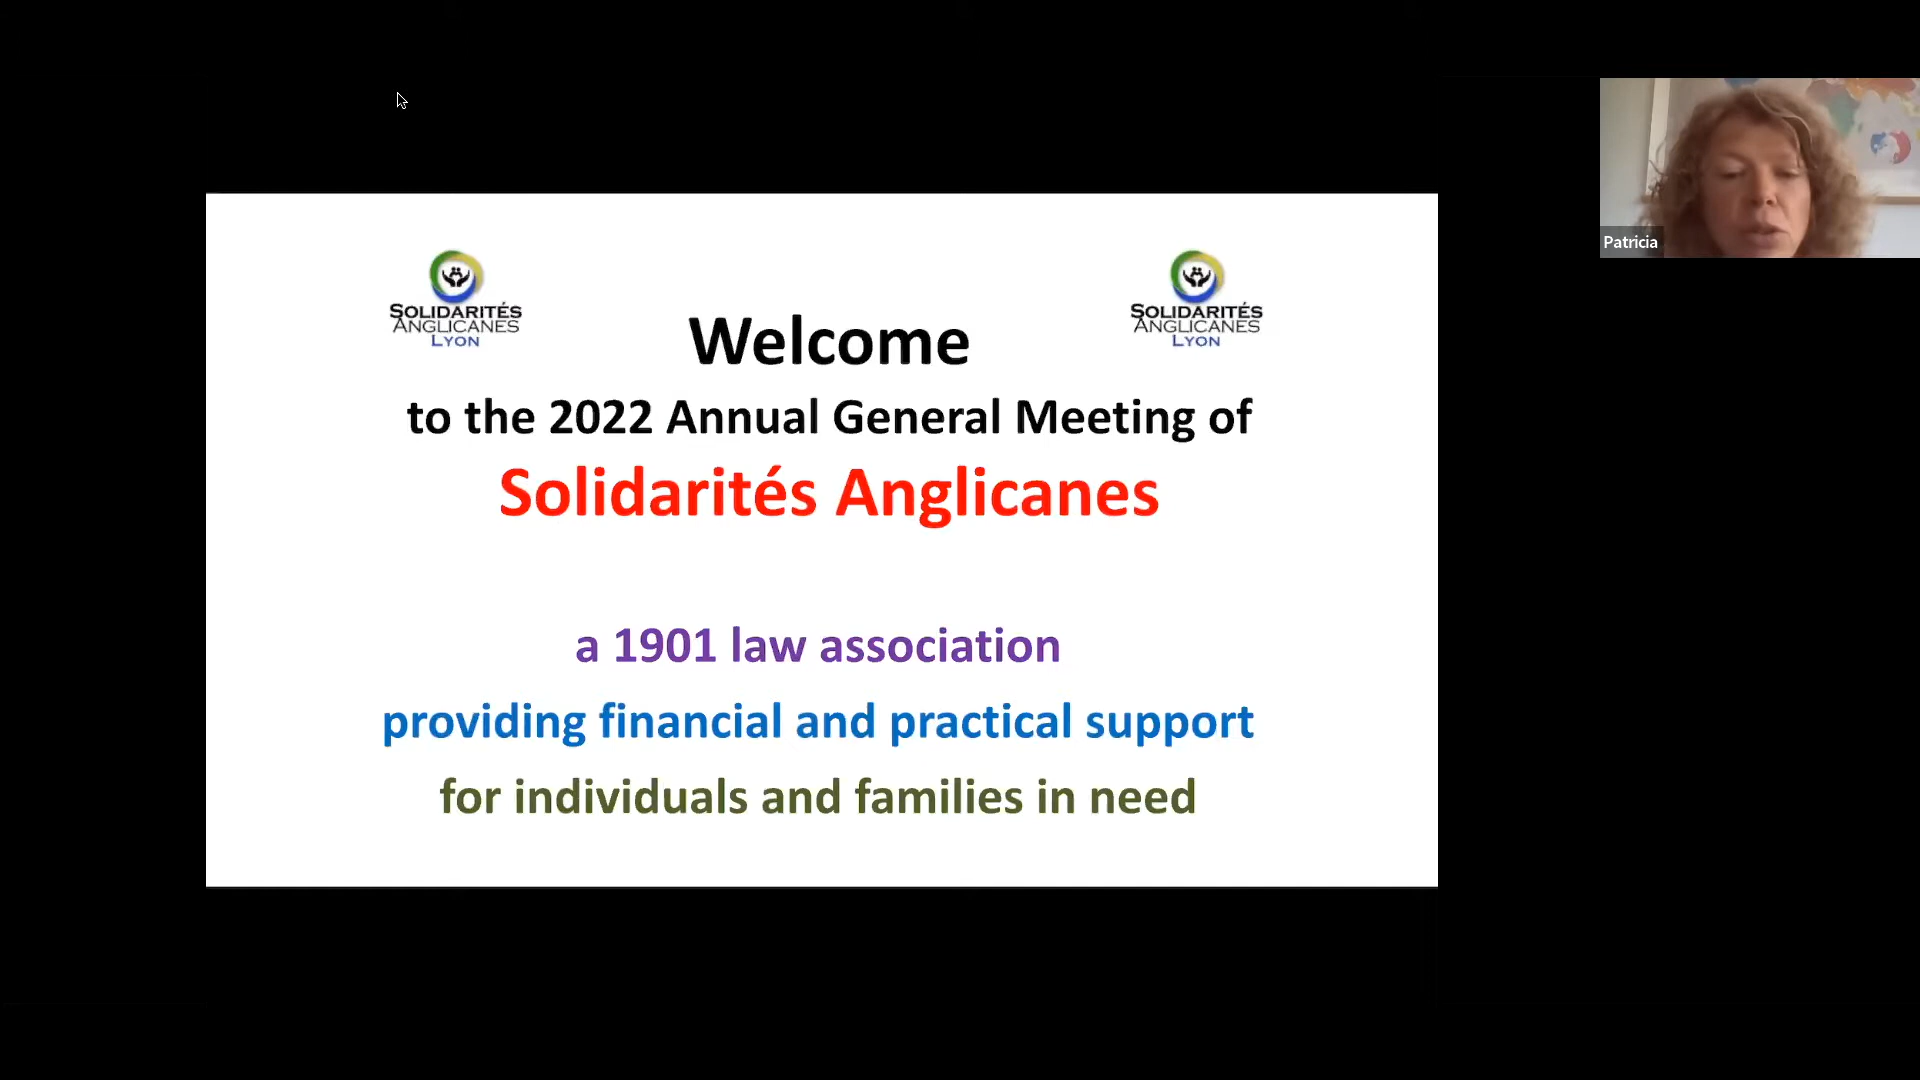 SOLIDARITÉS
ANGLICANES
LYON
SOLIDARITÉS
ANGLICANES
LYON
Welcome
to the 2022 Annual General Meeting of
Solidarités Anglicanes
a 1901 law association
providing financial and practical support
for individuals and families in need
Patricia